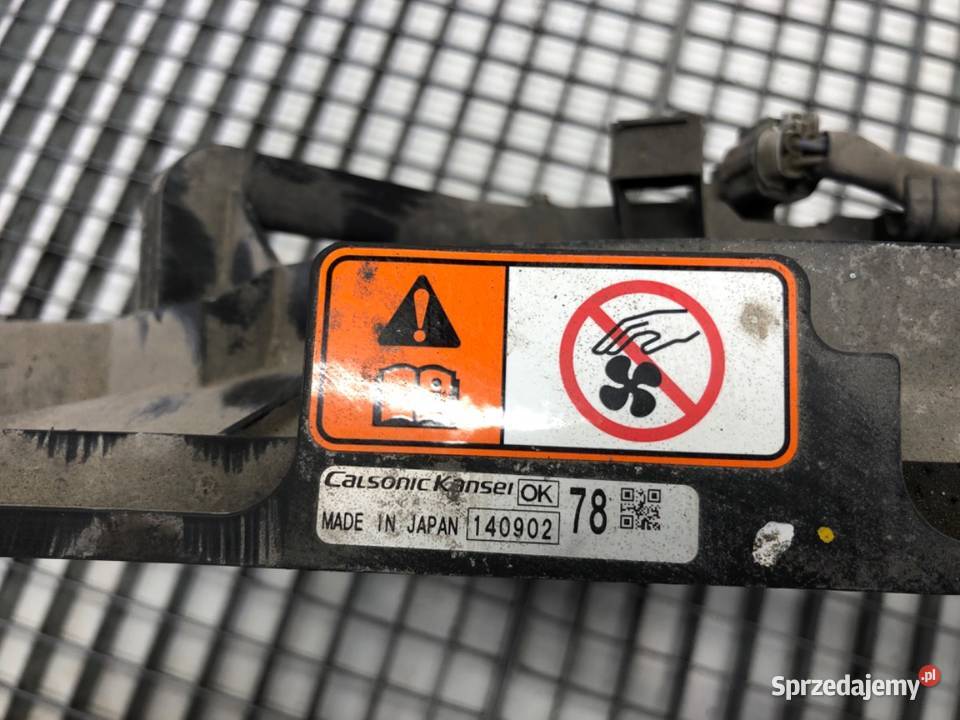 Calsonic Kansei OK 78
MADE IN JAPAN 140902
Sprzedajemy.pl